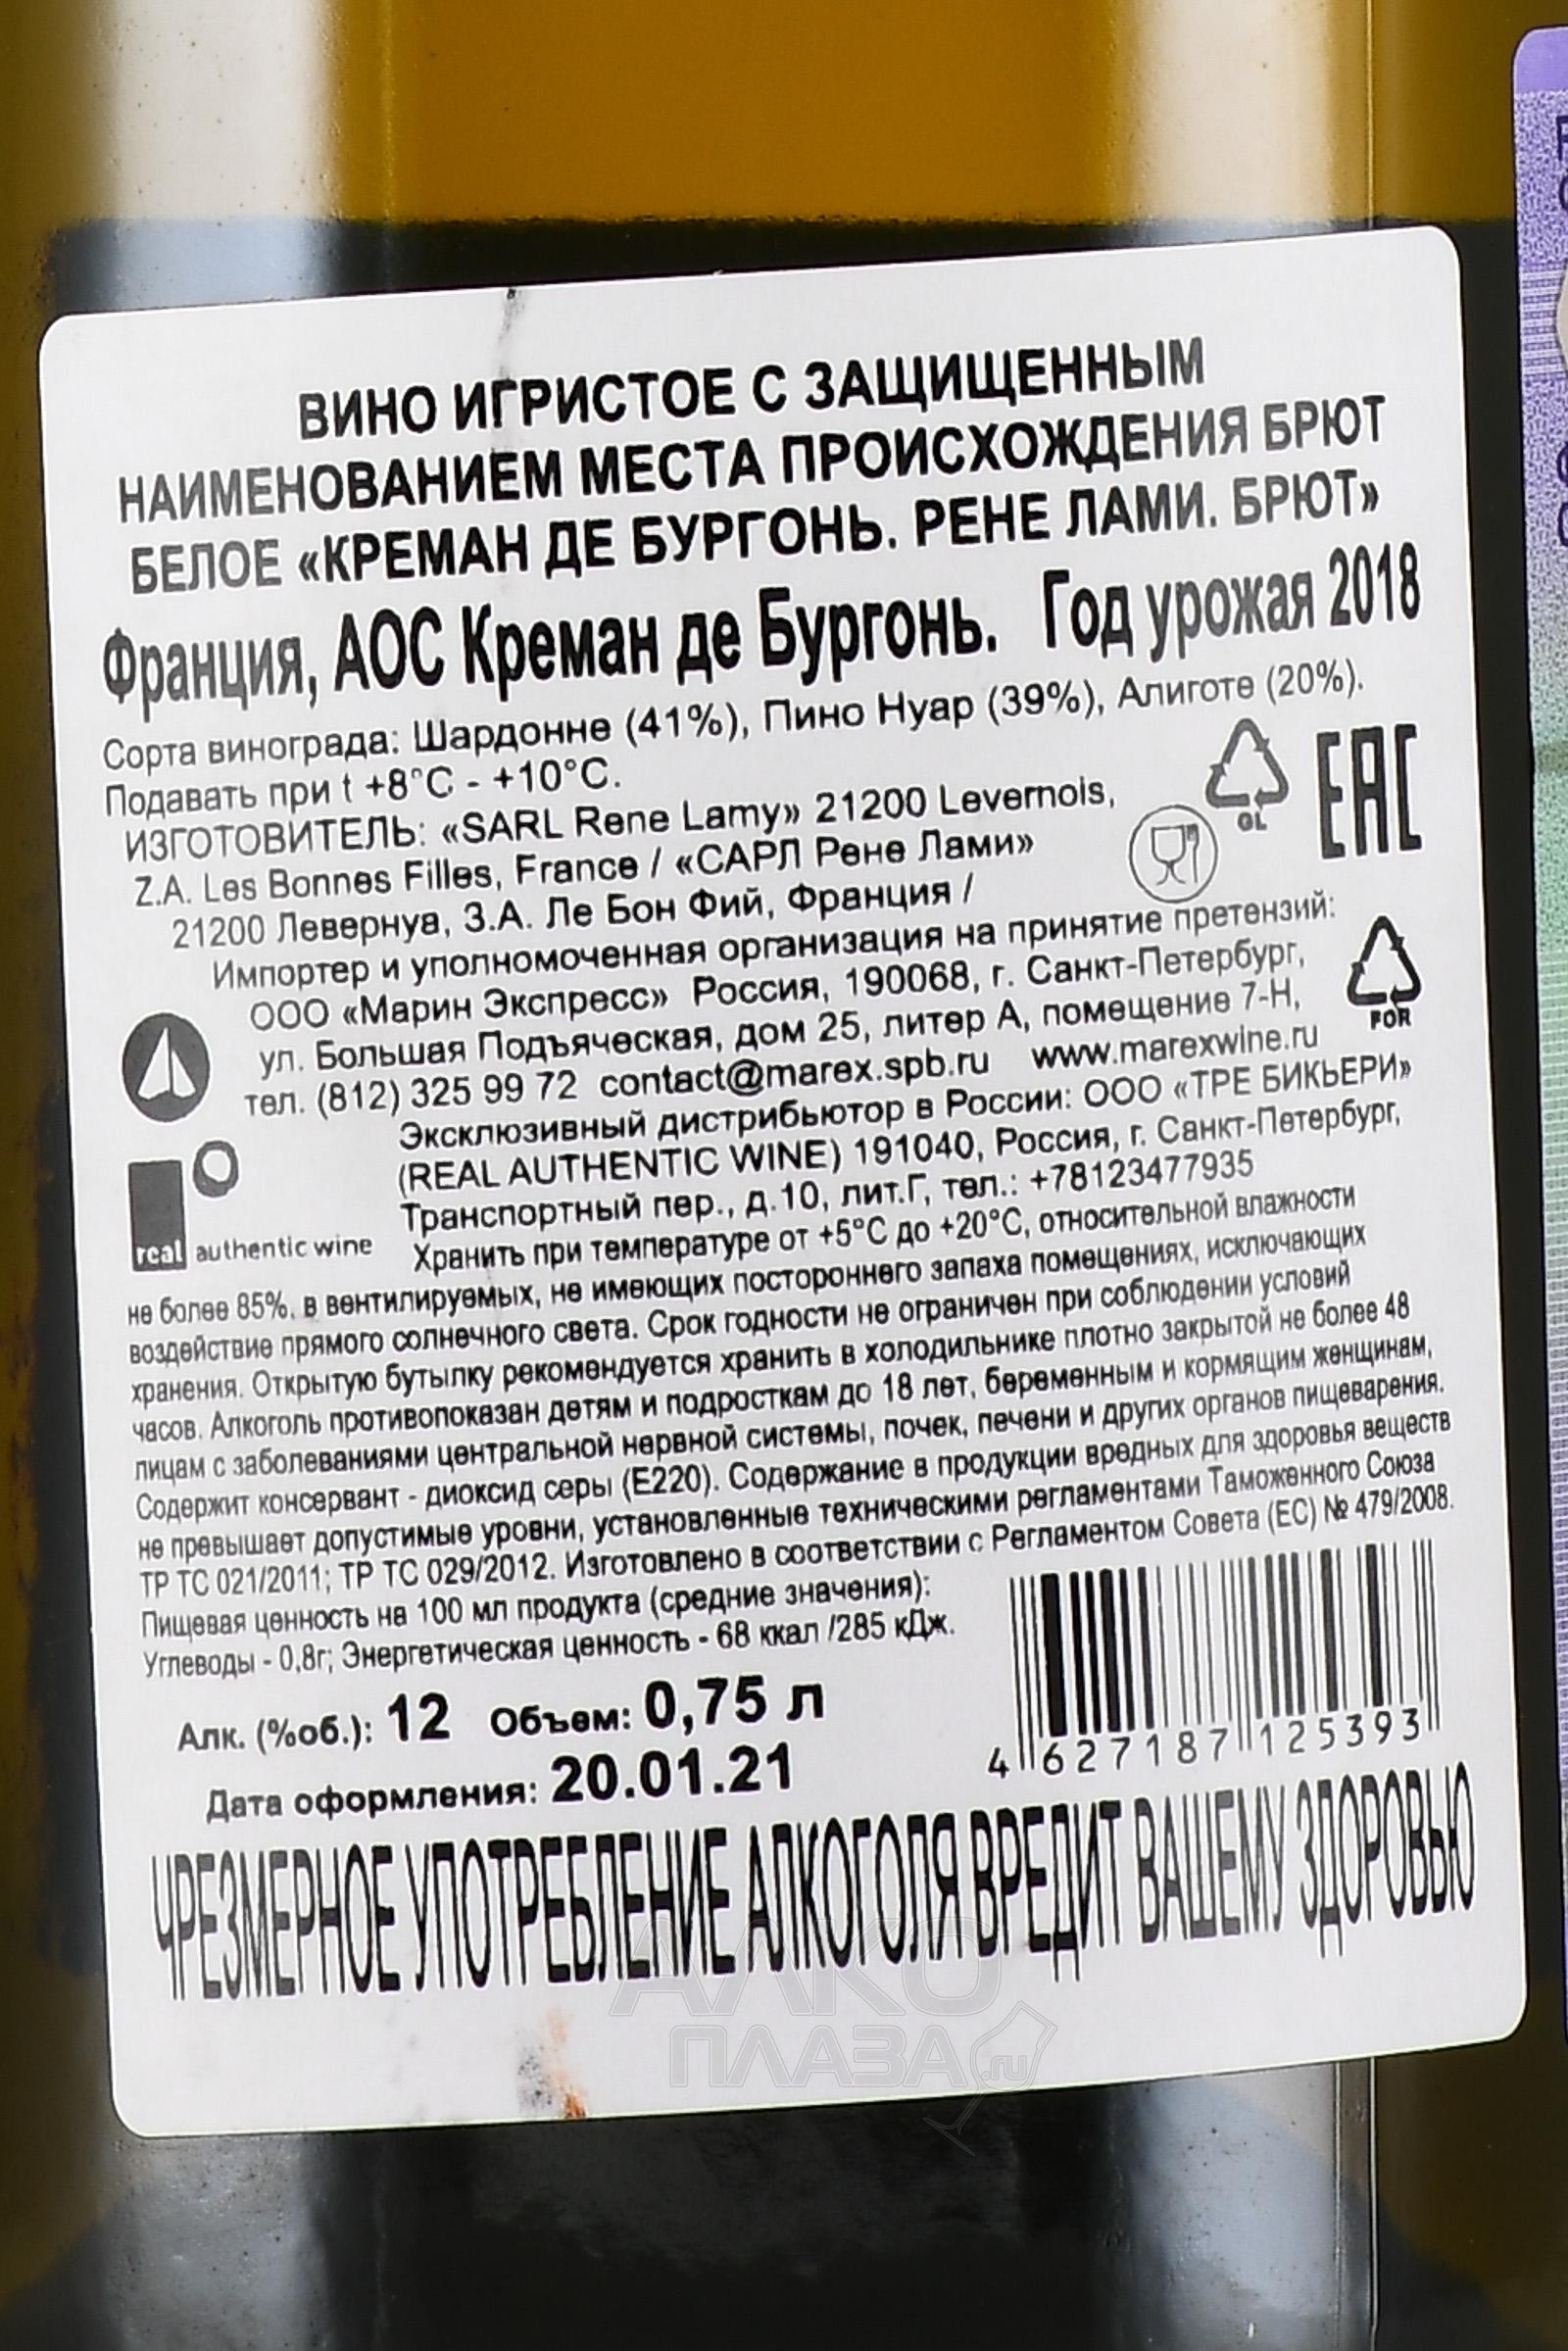 ВИНО ИГРИСТОЕ С ЗАЩИЩЕННЫМ
НАИМЕНОВАНИЕМ МЕСТА ПРОИСХОЖДЕНИЯ БРЮТ
БЕЛОЕ «КРЕМАН ДЕ БУРГОНЬ. РЕНЕ ЛАМИ. БРЮТ»
Франция, АОС Креман де Бургонь. Год урожая 2018
Сорта винограда: Шардонне (41%), Пино Нуар (39%), Алиготе (20%).
Подавать при t +8°C - +10°C.
ИЗГОТОВИТЕЛЬ: «SARL Rene Lamy» 21200 Levernois,
Z.A. Les Bonnes Filles, France / «САРЛ Рене Лами»
21200 Левернуа, З.А. Ле Бон Фий, Франция /
GL
EAC
Импортер и уполномоченная организация на принятие претензий:
ООО «Марин Экспресс» Россия, 190068, г. Санкт-Петербург,
ул. Большая Подъяческая, дом 25, литер А, помещение 7-Н,
тел. (812) 325 99 72 contact@marex.spb.ru www.marexwine.ru
FOR
Эксклюзивный дистрибьютор в России: ООО «ТРЕ БИКЬЕРИ»
(REAL AUTHENTIC WINE) 191040, Россия, г. Санкт-Петербург,
Транспортный пер., д.10, лит.Г, тел.: +78123477935
real authentic wine
Хранить при температуре от +5°C до +20°C, относительной влажности
не более 85%, в вентилируемых, не имеющих постороннего запаха помещениях, исключающих
воздействие прямого солнечного света. Срок годности не ограничен при соблюдении условий
хранения. Открытую бутылку рекомендуется хранить в холодильнике плотно закрытой не более 48
часов. Алкоголь противопоказан детям и подросткам до 18 лет, беременным и кормящим женщинам,
лицам с заболеваниями центральной нервной системы, почек, печени и других органов пищеварения.
Содержит консервант - диоксид серы (E220). Содержание в продукции вредных для здоровья веществ
не превышает допустимые уровни, установленные техническими регламентами Таможенного Союза
ТР ТС 021/2011; ТР ТС 029/2012. Изготовлено в соответствии с Регламентом Совета (ЕС) № 479/2008.
Пищевая ценность на 100 мл продукта (средние значения):
Углеводы - 0,8г; Энергетическая ценность - 68 ккал /285 кДж.
Алк. (%об.): 12 Объем: 0,75 л
Дата оформления: 20.01.21
4 627187 125393
ЧРЕЗМЕРНОЕ УПОТРЕБЛЕНИЕ АЛКОГОЛЯ ВРЕДИТ ВАШЕМУ ЗДОРОВЬЮ
АЛКО
ПЛАЗА.ru